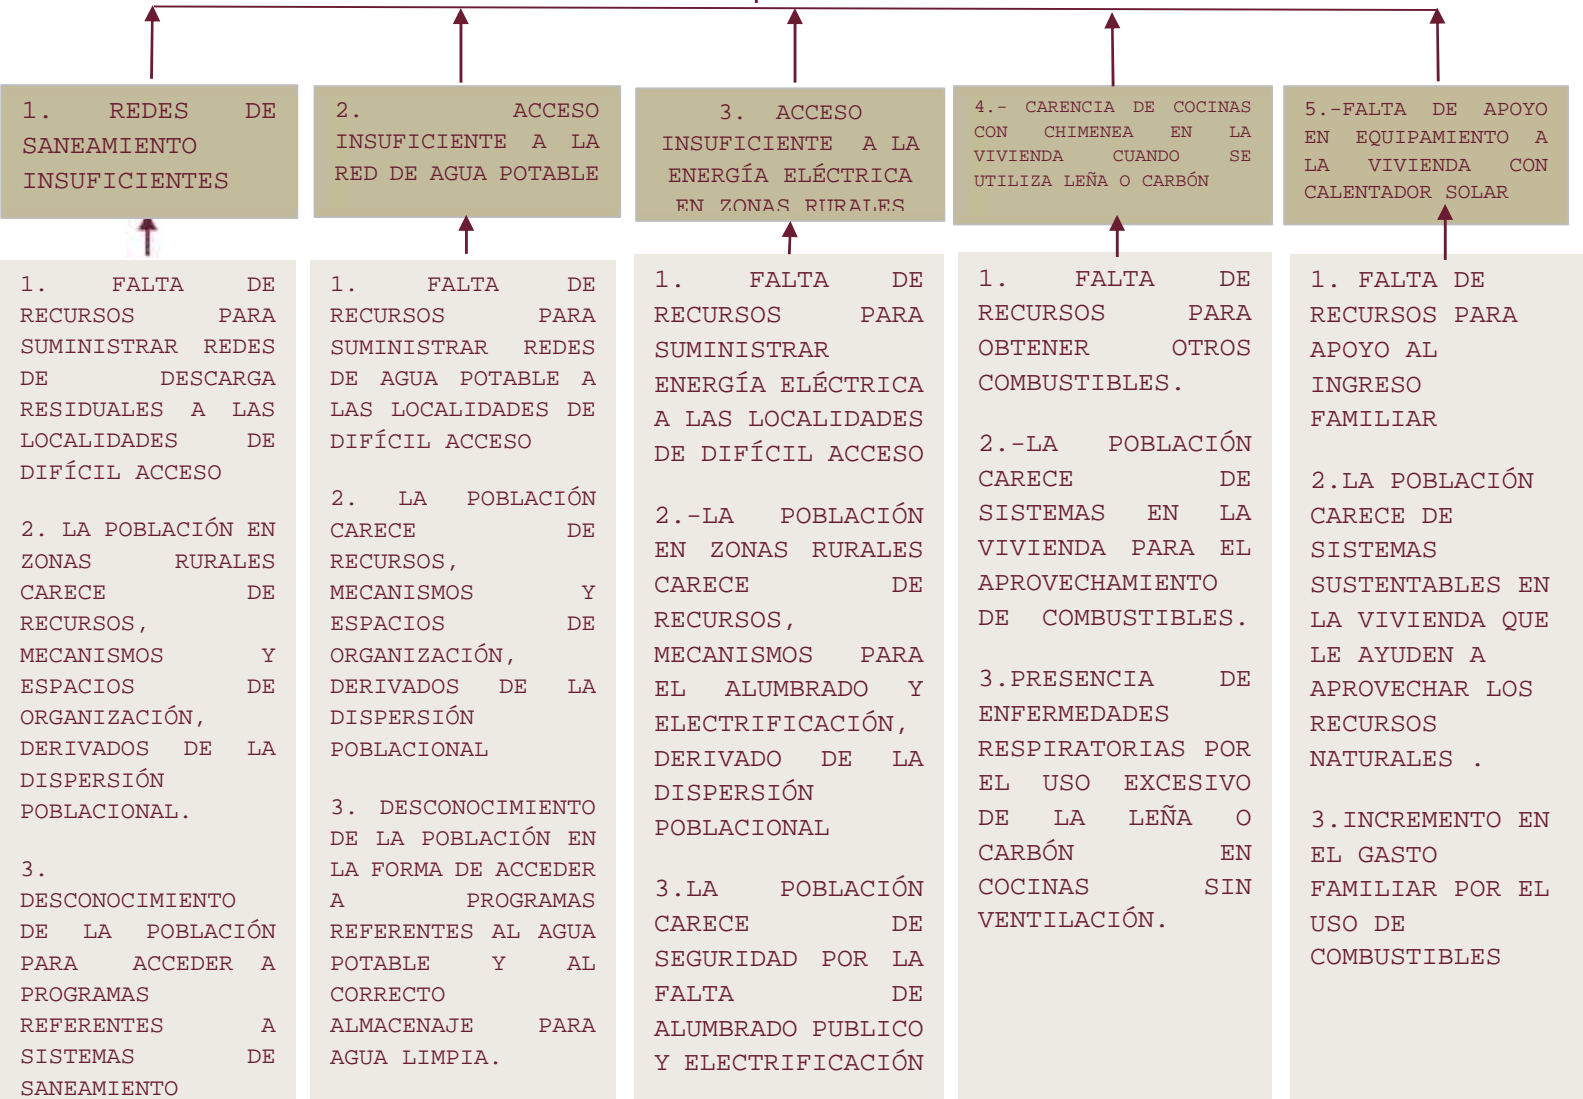 1. REDES DE
SANEAMIENTO
INSUFICIENTES
2. ACCESO
INSUFICIENTE A LA
RED DE AGUA POTABLE
3. ACCESO
INSUFICIENTE A LA
ENERGÍA ELÉCTRICA
EN ZONAS RURALES
4.- CARENCIA DE COCINAS
CON CHIMENEA EN LA
VIVIENDA CUANDO SE
UTILIZA LEÑA O CARBÓN
5.-FALTA DE APOYO
EN EQUIPAMIENTO A
LA VIVIENDA CON
CALENTADOR SOLAR
1. FALTA DE
RECURSOS PARA
SUMINISTRAR REDES
DE DESCARGA
RESIDUALES A LAS
LOCALIDADES DE
DIFÍCIL ACCESO
2. LA POBLACIÓN EN
ZONAS RURALES
CARECE DE
RECURSOS,
MECANISMOS Y
ESPACIOS DE
ORGANIZACIÓN,
DERIVADOS DE LA
DISPERSIÓN
POBLACIONAL.
3.
DESCONOCIMIENTO
DE LA POBLACIÓN
PARA ACCEDER A
PROGRAMAS
REFERENTES A
SISTEMAS DE
SANEAMIENTO
1. FALTA DE
RECURSOS PARA
SUMINISTRAR REDES
DE AGUA POTABLE A
LAS LOCALIDADES DE
DIFÍCIL ACCESO
2. LA POBLACIÓN
CARECE DE
RECURSOS,
MECANISMOS Y
ESPACIOS DE
ORGANIZACIÓN,
DERIVADOS DE LA
DISPERSIÓN
POBLACIONAL
3. DESCONOCIMIENTO
DE LA POBLACIÓN EN
LA FORMA DE ACCEDER
A PROGRAMAS
REFERENTES AL AGUA
POTABLE Y AL
CORRECTO
ALMACENAJE PARA
AGUA LIMPIA.
1. FALTA DE
RECURSOS PARA
SUMINISTRAR
ENERGÍA ELÉCTRICA
A LAS LOCALIDADES
DE DIFÍCIL ACCESO
2.-LA POBLACIÓN
EN ZONAS RURALES
CARECE DE
RECURSOS,
MECANISMOS PARA
EL ALUMBRADO Y
ELECTRIFICACIÓN,
DERIVADO DE LA
DISPERSIÓN
POBLACIONAL
3.LA POBLACIÓN
CARECE DE
SEGURIDAD POR LA
FALTA DE
ALUMBRADO PUBLICO
Y ELECTRIFICACIÓN
1. FALTA DE
RECURSOS PARA
OBTENER OTROS
COMBUSTIBLES.
2.-LA POBLACIÓN
CARECE DE
SISTEMAS EN LA
VIVIENDA PARA EL
APROVECHAMIENTO
DE COMBUSTIBLES.
3.PRESENCIA DE
ENFERMEDADES
RESPIRATORIAS POR
EL USO EXCESIVO
DE LA LEÑA O
CARBÓN EN
COCINAS SIN
VENTILACIÓN.
1. FALTA DE
RECURSOS PARA
APOYO AL
INGRESO
FAMILIAR
2.LA POBLACIÓN
CARECE DE
SISTEMAS
SUSTENTABLES EN
LA VIVIENDA QUE
LE AYUDEN A
APROVECHAR LOS
RECURSOS
NATURALES .
3.INCREMENTO EN
EL GASTO
FAMILIAR POR EL
USO DE
COMBUSTIBLES